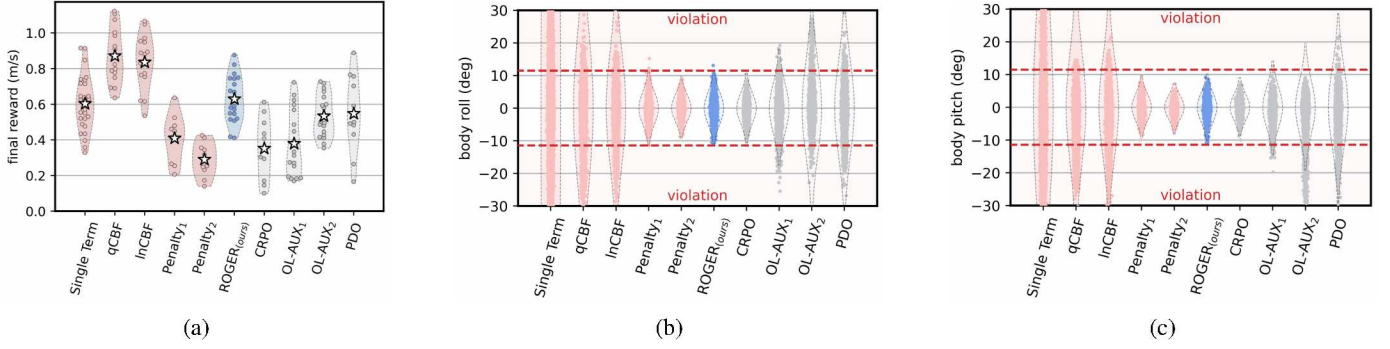 final reward (m/s)
1.0
0.8
0.6
0.4
0.2
0.0
Single Term
qCBF
lnCBF
Penalty₁
Penalty₂
ROGER(ours)
CRPO
OL-AUX₁
OL-AUX₂
PDO
(a)
body roll (deg)
30
20
10
0
−10
−20
−30
violation
violation
Single Term
qCBF
lnCBF
Penalty₁
Penalty₂
ROGER(ours)
CRPO
OL-AUX₁
OL-AUX₂
PDO
(b)
body pitch (deg)
30
20
10
0
−10
−20
−30
violation
violation
Single Term
qCBF
lnCBF
Penalty₁
Penalty₂
ROGER(ours)
CRPO
OL-AUX₁
OL-AUX₂
PDO
(c)